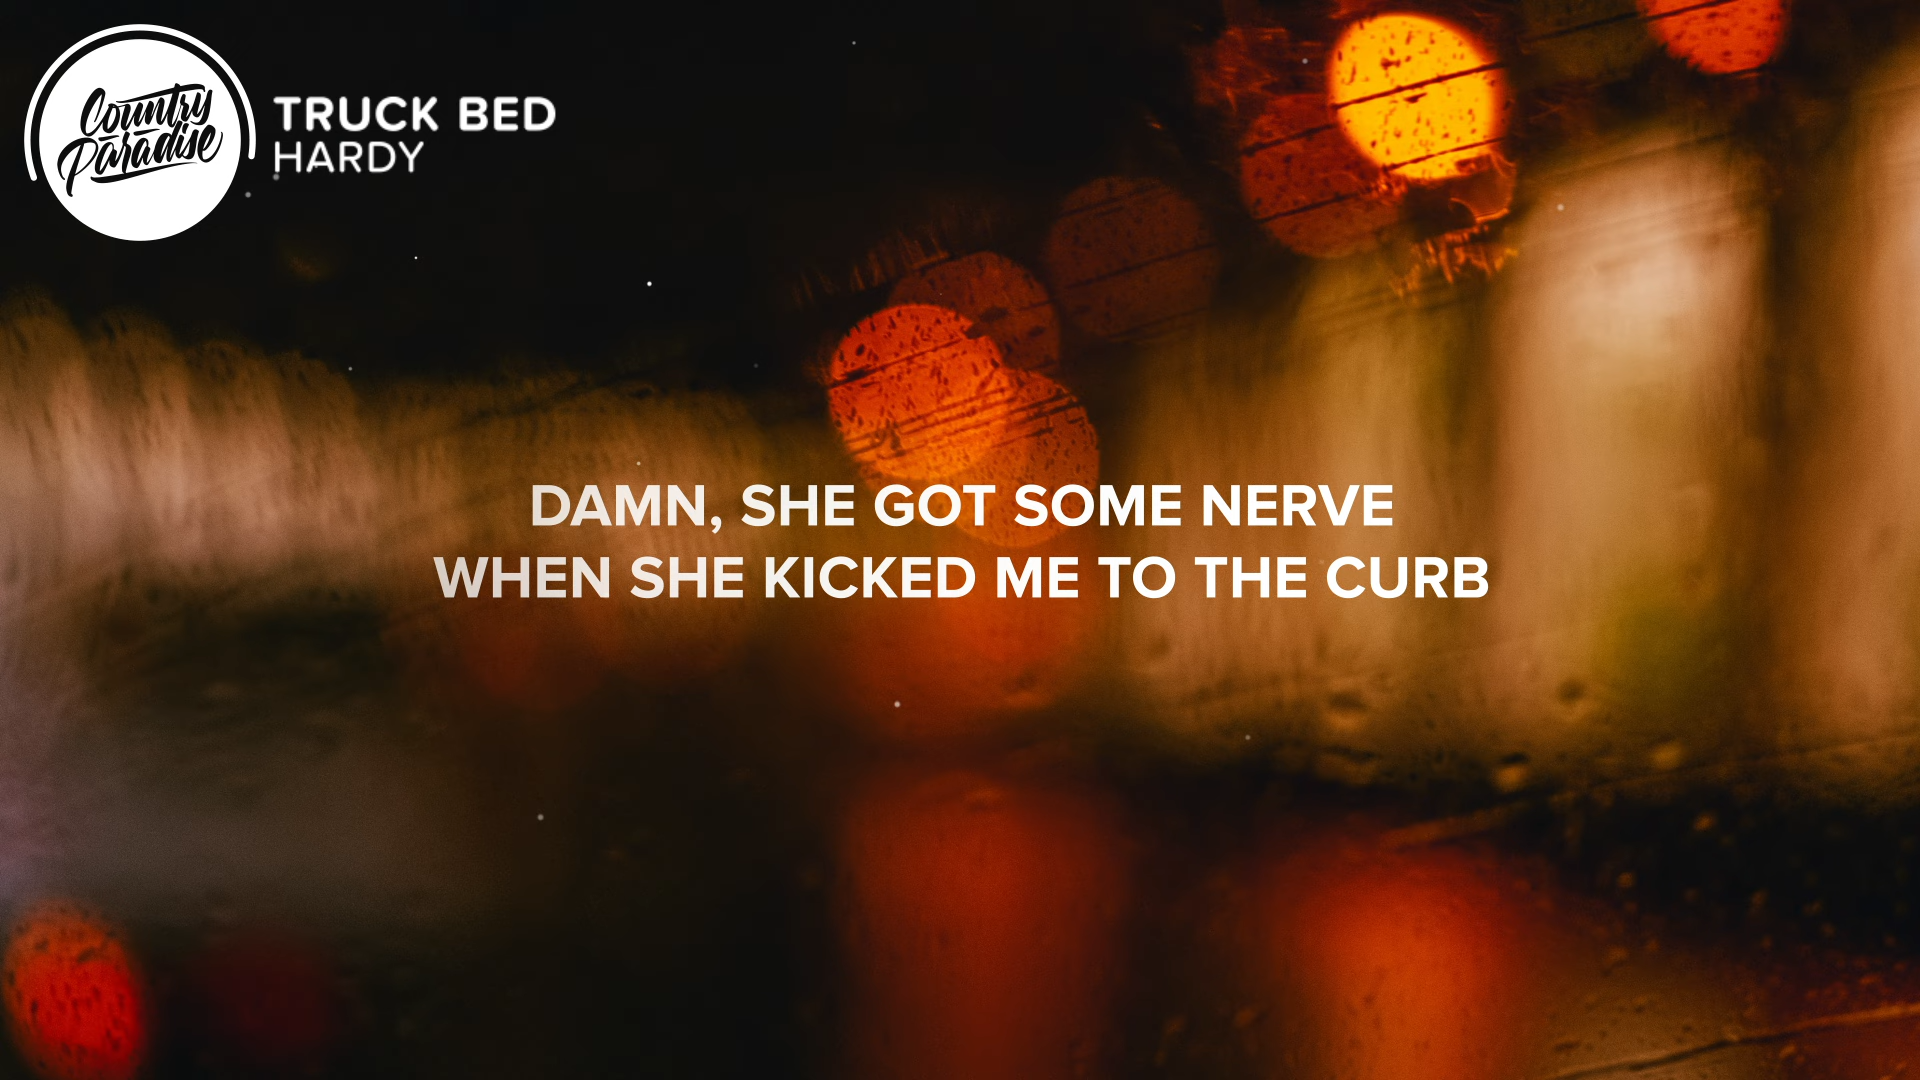 Country
Paradise
TRUCK BED
HARDY
DAMN, SHE GOT SOME NERVE
WHEN SHE KICKED ME TO THE CURB